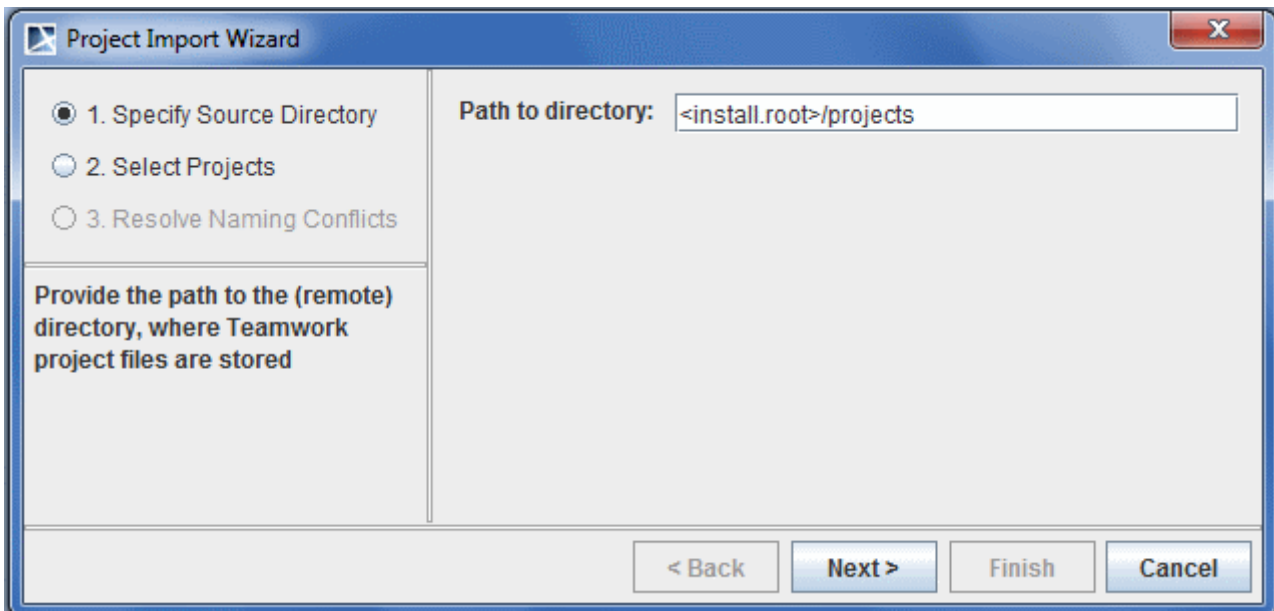 Project Import Wizard
1. Specify Source Directory
2. Select Projects
3. Resolve Naming Conflicts
Provide the path to the (remote)
directory, where Teamwork
project files are stored
Path to directory: <install.root>/projects
< Back Next > Finish Cancel